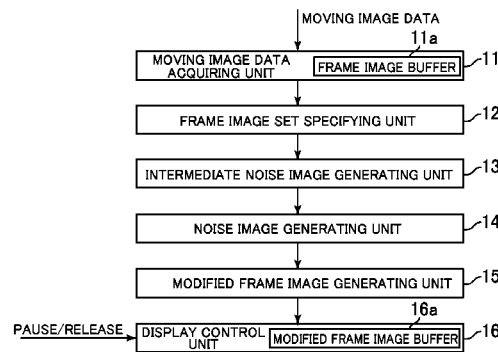 MOVING IMAGE DATA
11a
MOVING IMAGE DATA
ACQUIRING UNIT
FRAME IMAGE BUFFER
11
FRAME IMAGE SET SPECIFYING UNIT
12
INTERMEDIATE NOISE IMAGE GENERATING UNIT
13
NOISE IMAGE GENERATING UNIT
14
MODIFIED FRAME IMAGE GENERATING UNIT
15
16a
PAUSE/RELEASE
DISPLAY CONTROL
UNIT
MODIFIED FRAME IMAGE BUFFER
16